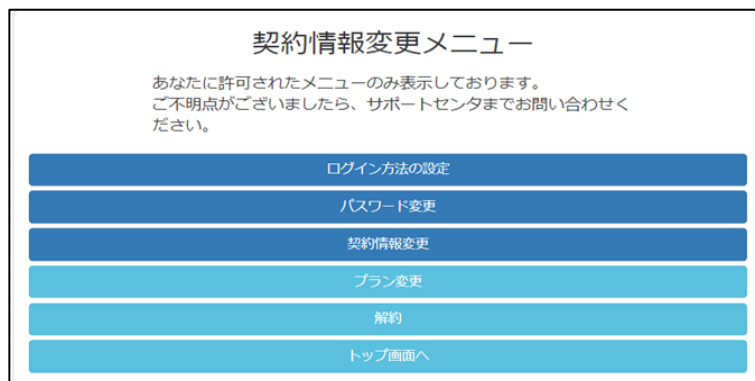 契約情報変更メニュー
あなたに許可されたメニューのみ表示しております。
ご不明点がございましたら、サポートセンタまでお問い合わせく
ださい。
ログイン方法の設定
パスワード変更
契約情報変更
プラン変更
解約
トップ画面へ